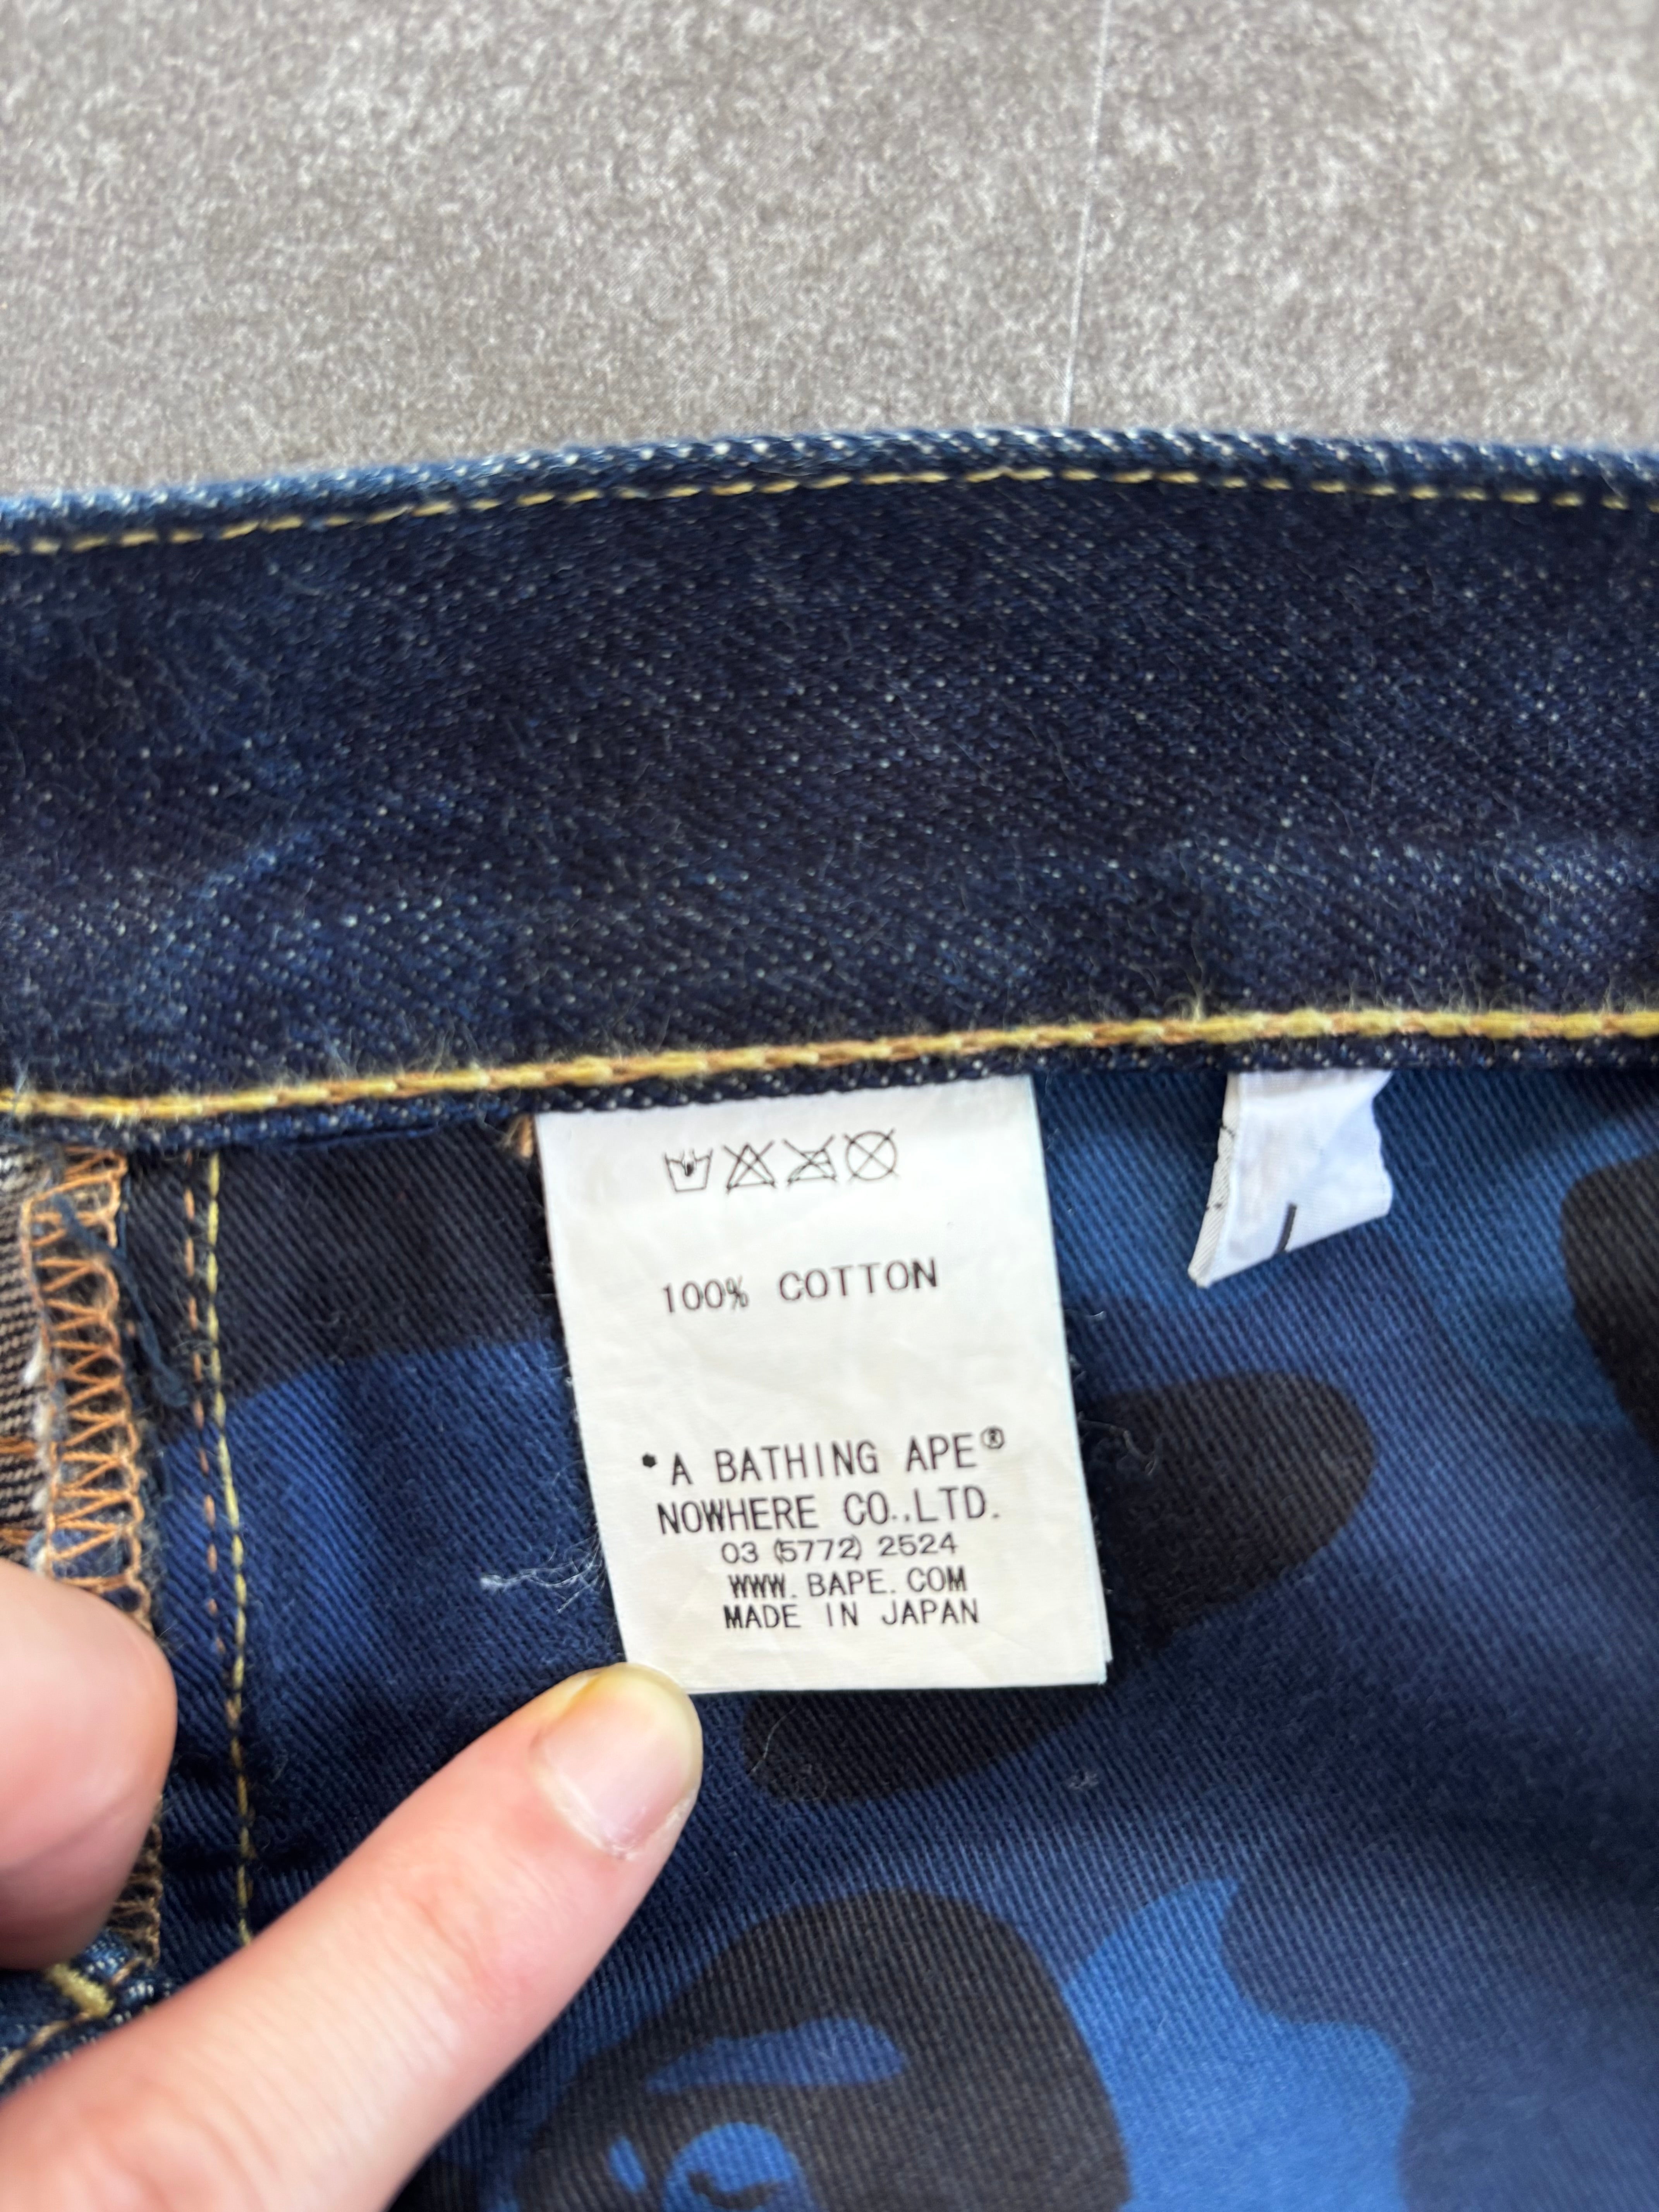 100% COTTON
*A BATHING APE®
NOWHERE CO.,LTD.
03 (5772) 2524
WWW. BAPE. COM
MADE IN JAPAN